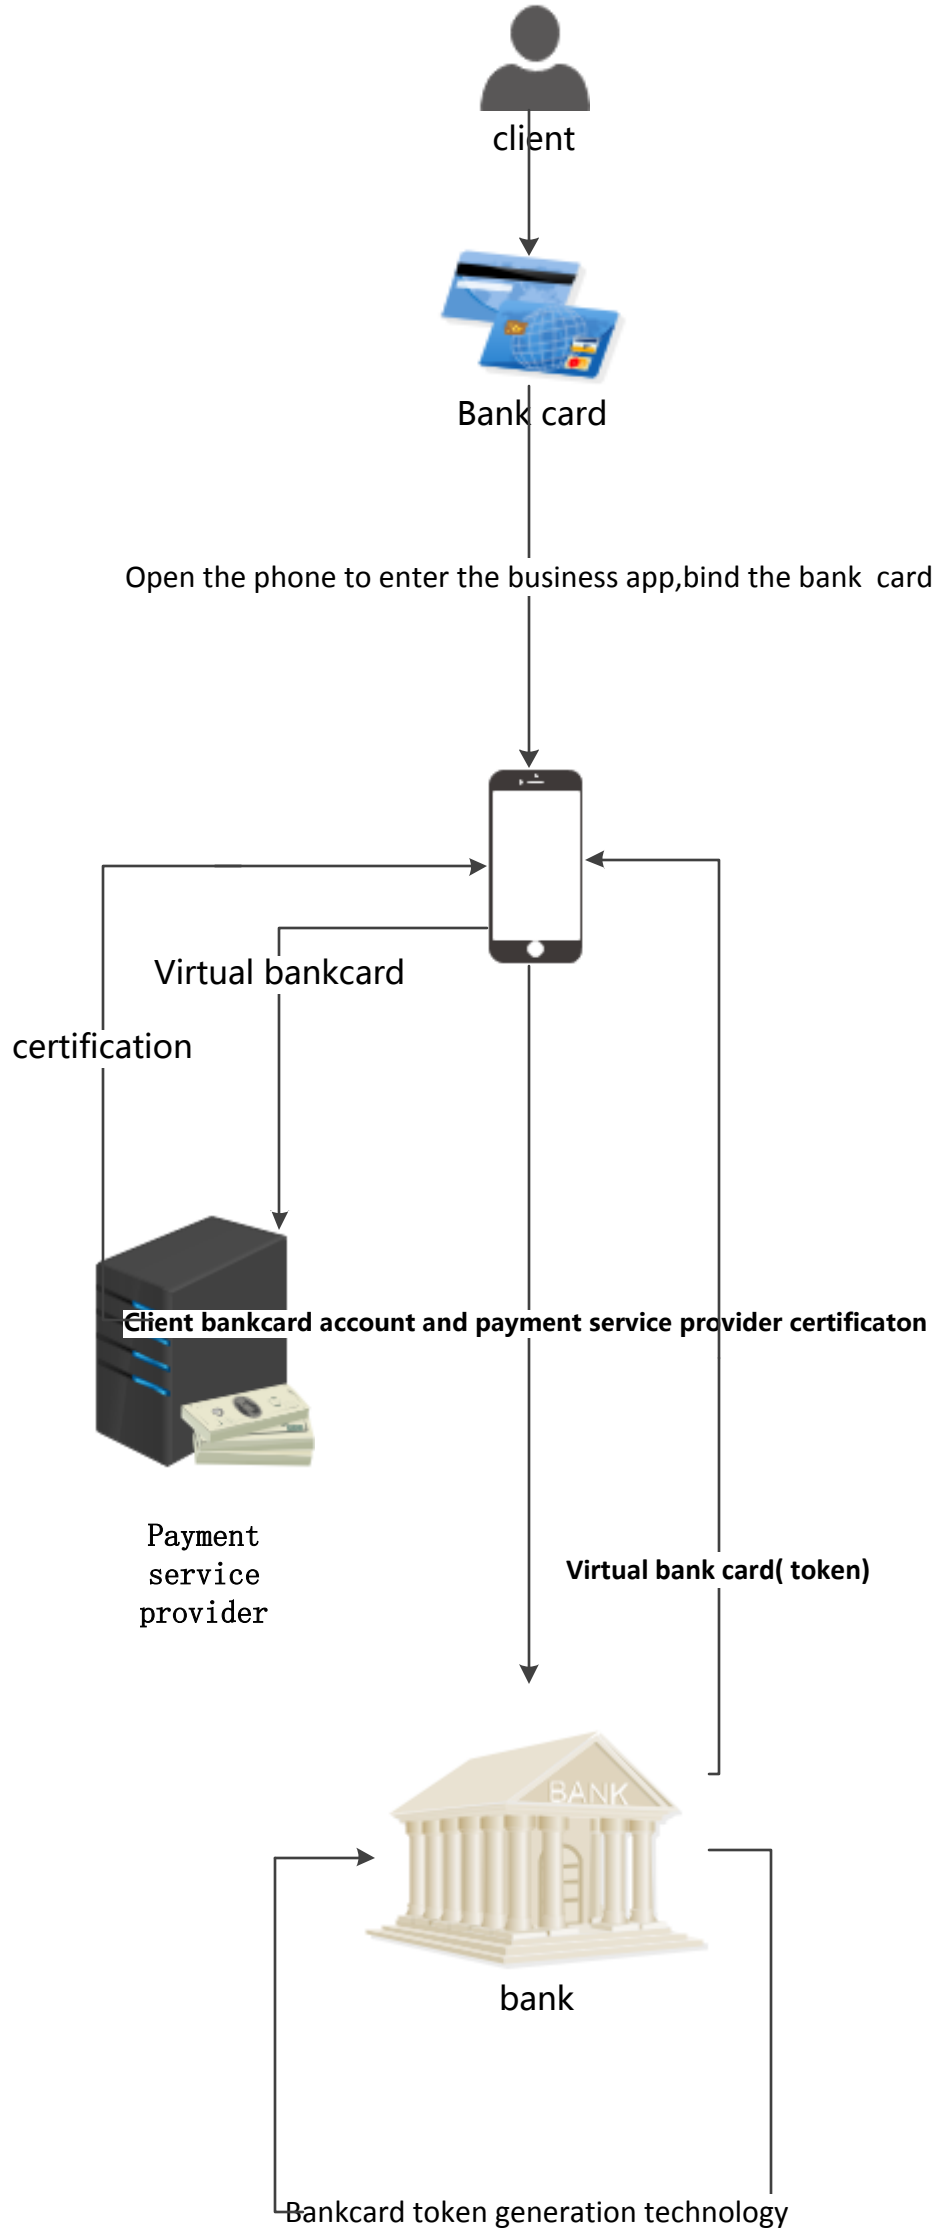 client
Bank card
Open the phone to enter the business app,bind the bank  card
Virtual bankcard
certification
Client bankcard account and payment service provider certificaton
Payment
service
provider
Virtual bank card( token)
BANK
bank
Bankcard token generation technology